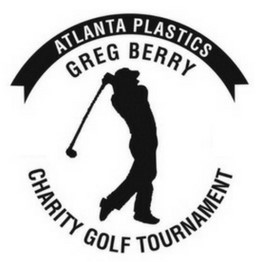 ATLANTA PLASTICS
GREG BERRY
CHARITY GOLF TOURNAMENT